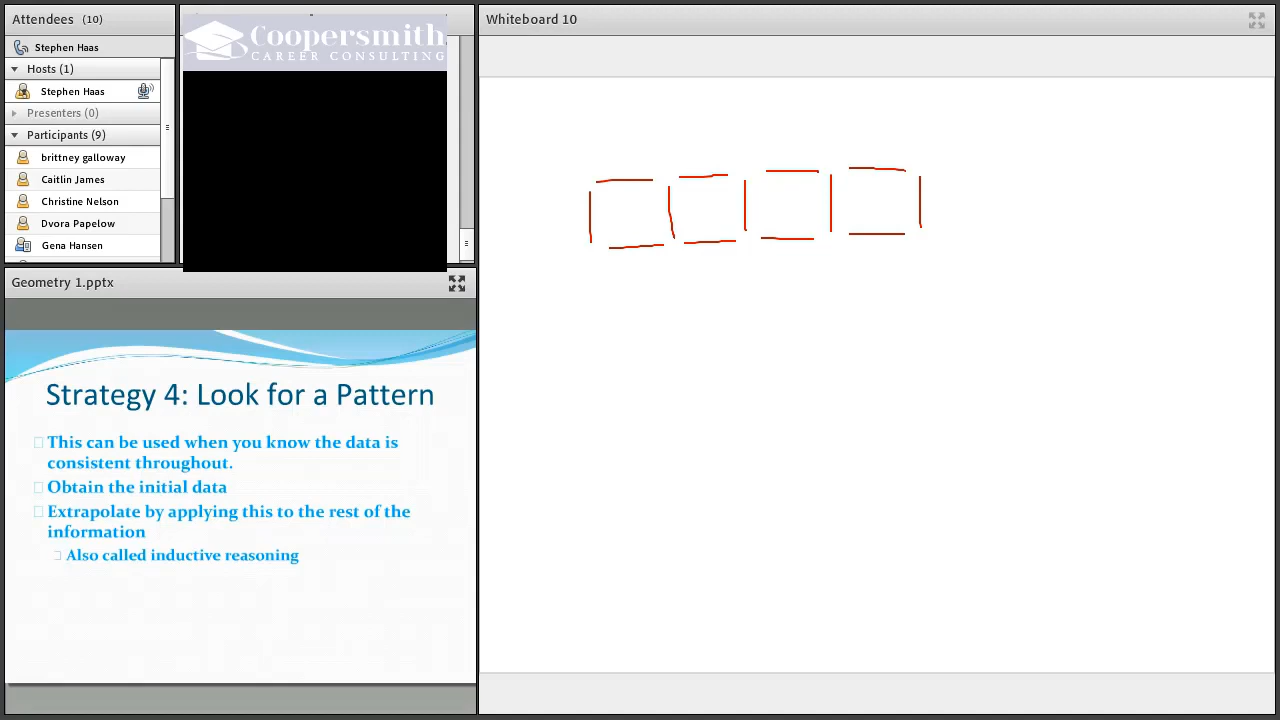 Attendees (10)
Stephen Haas
Hosts (1)
Stephen Haas
Presenters (0)
Participants (9)
brittney galloway
Caitlin James
Christine Nelson
Dvora Papelow
Gena Hansen
Coopersmith
CAREER CONSULTING
Geometry 1.pptx
Strategy 4: Look for a Pattern
This can be used when you know the data is
consistent throughout.
Obtain the initial data
Extrapolate by applying this to the rest of the
information
Also called inductive reasoning
Whiteboard 10